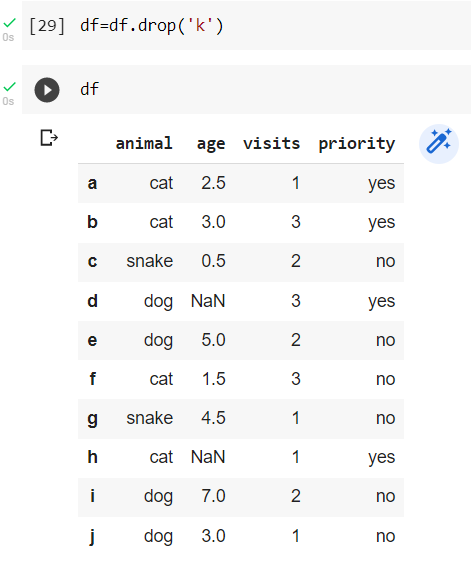 [29] df=df.drop('k')
0s
df
0s
animal age visits priority
a cat 2.5 1 yes
b cat 3.0 3 yes
c snake 0.5 2 no
d dog NaN 3 yes
e dog 5.0 2 no
f cat 1.5 3 no
g snake 4.5 1 no
h cat NaN 1 yes
i dog 7.0 2 no
j dog 3.0 1 no